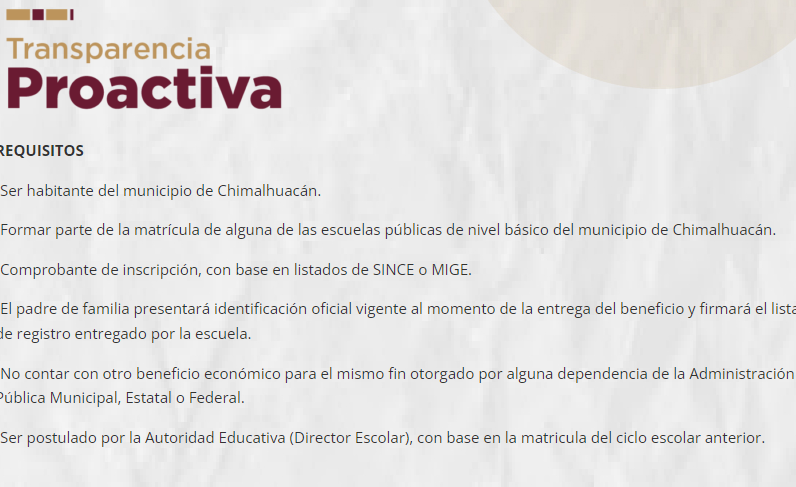 Transparencia
Proactiva
REQUISITOS
Ser habitante del municipio de Chimalhuacán.
Formar parte de la matrícula de alguna de las escuelas públicas de nivel básico del municipio de Chimalhuacán.
Comprobante de inscripción, con base en listados de SINCE o MIGE.
El padre de familia presentará identificación oficial vigente al momento de la entrega del beneficio y firmará el lista
de registro entregado por la escuela.
No contar con otro beneficio económico para el mismo fin otorgado por alguna dependencia de la Administración
Pública Municipal, Estatal o Federal.
Ser postulado por la Autoridad Educativa (Director Escolar), con base en la matricula del ciclo escolar anterior.